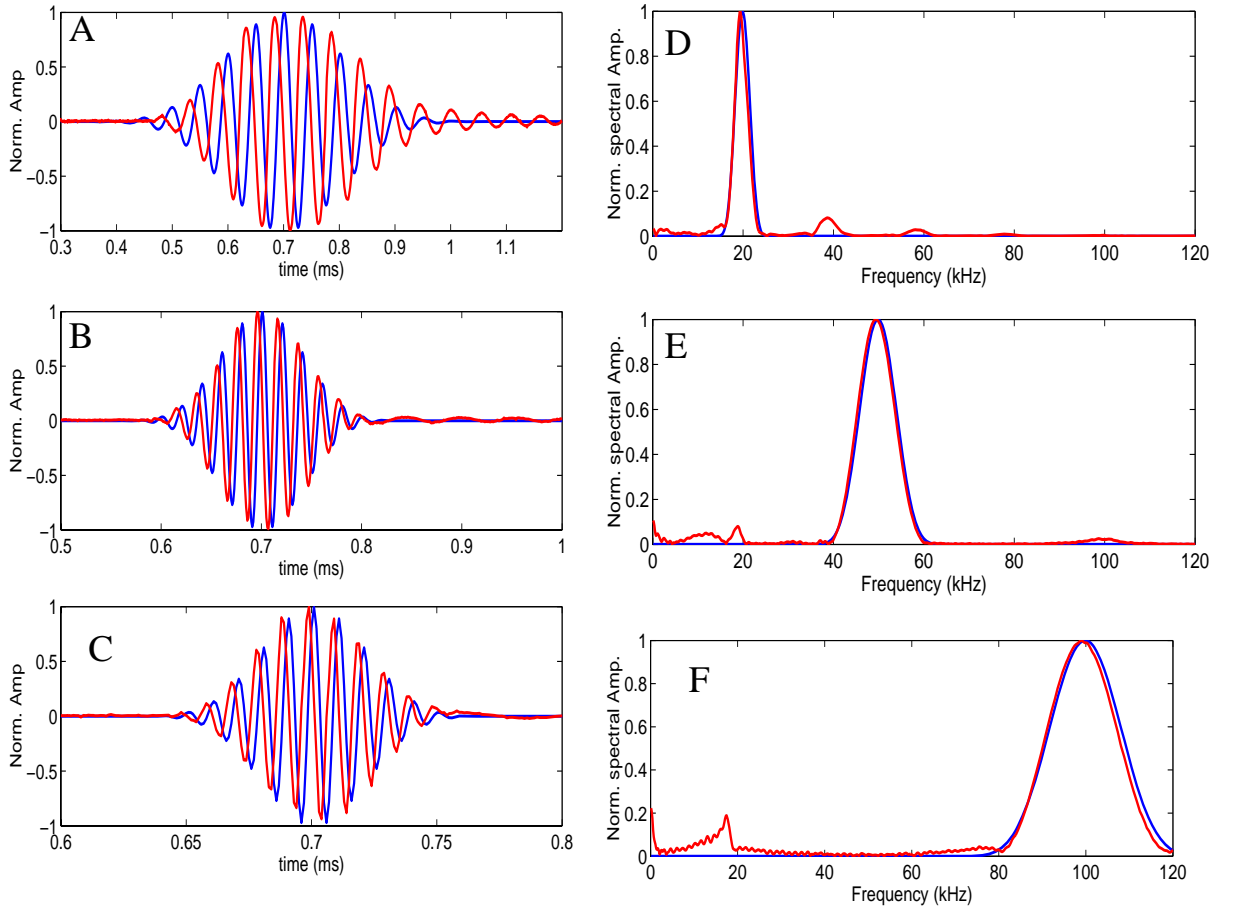 A
Norm. Amp
1
0.5
0
−0.5
−1
0.3 0.4 0.5 0.6 0.7 0.8 0.9 1 1.1
time (ms)
D
Norm. spectral Amp.
1
0.8
0.6
0.4
0.2
0
0 20 40 60 80 100 120
Frequency (kHz)
B
Norm. Amp
1
0.5
0
−0.5
−1
0.5 0.6 0.7 0.8 0.9 1
time (ms)
E
Norm. spectral Amp.
1
0.8
0.6
0.4
0.2
0
0 20 40 60 80 100 120
Frequency (kHz)
C
Norm. Amp
1
0.5
0
−0.5
−1
0.6 0.65 0.7 0.75 0.8
time (ms)
F
Norm. spectral Amp.
1
0.8
0.6
0.4
0.2
0
0 20 40 60 80 100 120
Frequency (kHz)